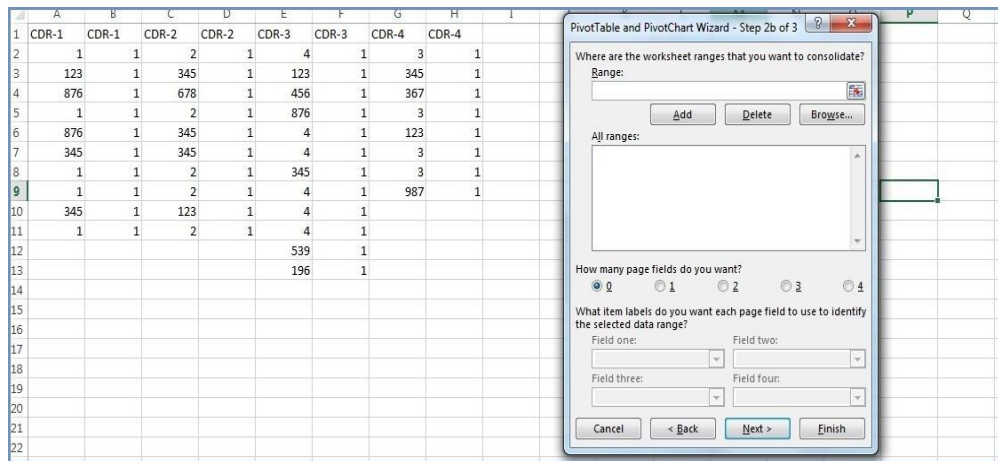 A B C D E F G H I P Q
1 CDR-1 CDR-1 CDR-2 CDR-2 CDR-3 CDR-3 CDR-4 CDR-4
2 1 1 2 1 4 1 3 1
3 123 1 345 1 123 1 345 1
4 876 1 678 1 456 1 367 1
5 1 1 2 1 876 1 3 1
6 876 1 345 1 4 1 123 1
7 345 1 345 1 4 1 3 1
8 1 1 2 1 345 1 3 1
9 1 1 2 1 4 1 987 1
10 345 1 123 1 4 1
11 1 1 2 1 4 1
12 539 1
13 196 1
14
15
16
17
18
19
20
21
22
PivotTable and PivotChart Wizard - Step 2b of 3 ? X
Where are the worksheet ranges that you want to consolidate?
Range:
Add Delete Browse...
All ranges:
How many page fields do you want?
0 1 2 3 4
What item labels do you want each page field to use to identify
the selected data range?
Field one: Field two:
Field three: Field four:
Cancel < Back Next > Finish